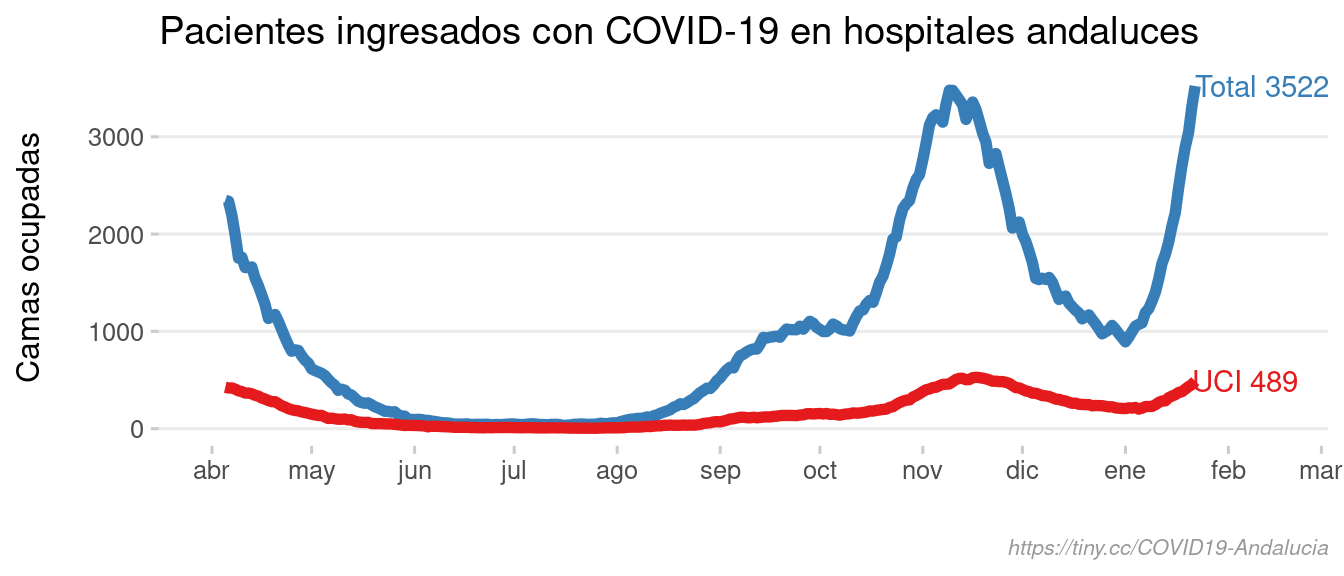 Pacientes ingresados con COVID-19 en hospitales andaluces
Camas ocupadas
3000
2000
1000
0
Total 3522
UCI 489
abr may jun jul ago sep oct nov dic ene feb mar
https://tiny.cc/COVID19-Andalucia